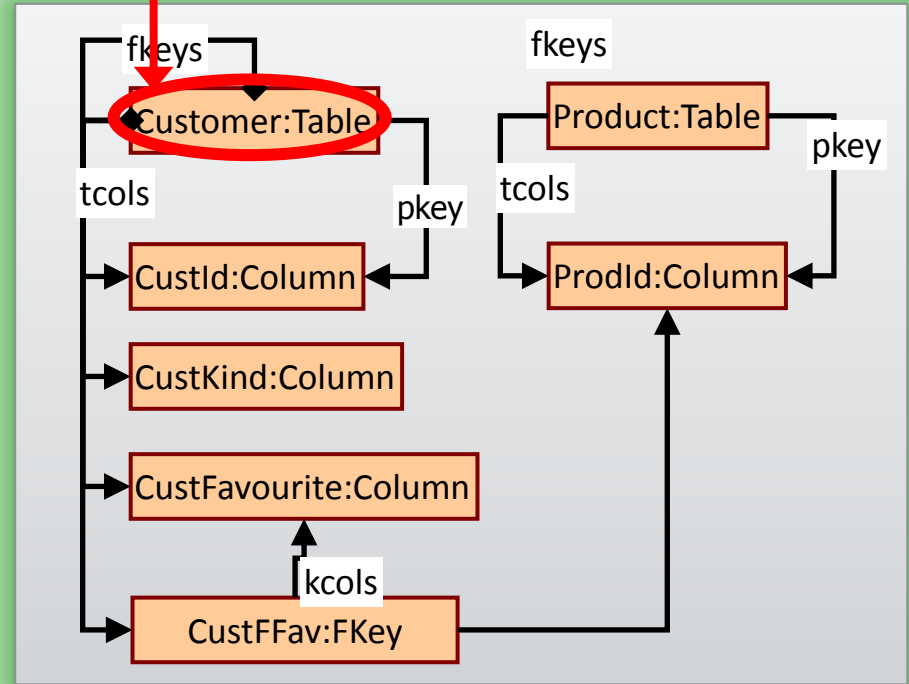 fkeys
fkeys
Customer:Table
Product:Table
pkey
tcols
tcols
pkey
CustId:Column
ProdId:Column
CustKind:Column
CustFavourite:Column
kcols
CustFFav:FKey